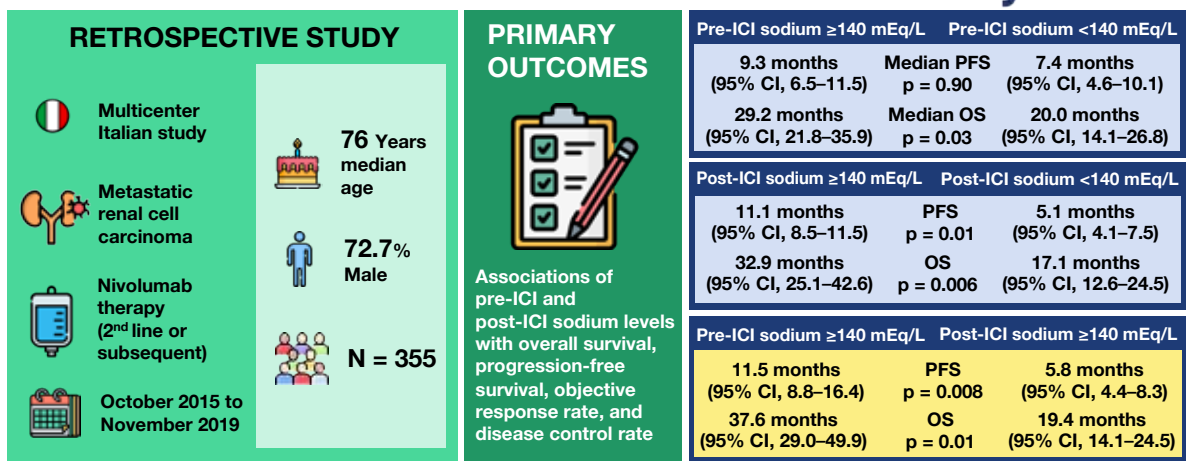 RETROSPECTIVE STUDY
Multicenter
Italian study
Metastatic
renal cell
carcinoma
Nivolumab
therapy
(2nd line or
subsequent)
October 2015 to
November 2019
76 Years
median
age
72.7%
Male
N = 355
PRIMARY
OUTCOMES
Associations of
pre-ICI and
post-ICI sodium levels
with overall survival,
progression-free
survival, objective
response rate, and
disease control rate
Pre-ICI sodium ≥140 mEq/L Pre-ICI sodium <140 mEq/L
9.3 months Median PFS 7.4 months
(95% CI, 6.5–11.5) p = 0.90 (95% CI, 4.6–10.1)
29.2 months Median OS 20.0 months
(95% CI, 21.8–35.9) p = 0.03 (95% CI, 14.1–26.8)
Post-ICI sodium ≥140 mEq/L Post-ICI sodium <140 mEq/L
11.1 months PFS 5.1 months
(95% CI, 8.5–11.5) p = 0.01 (95% CI, 4.1–7.5)
32.9 months OS 17.1 months
(95% CI, 25.1–42.6) p = 0.006 (95% CI, 12.6–24.5)
Pre-ICI sodium ≥140 mEq/L Post-ICI sodium ≥140 mEq/L
11.5 months PFS 5.8 months
(95% CI, 8.8–16.4) p = 0.008 (95% CI, 4.4–8.3)
37.6 months OS 19.4 months
(95% CI, 29.0–49.9) p = 0.01 (95% CI, 14.1–24.5)